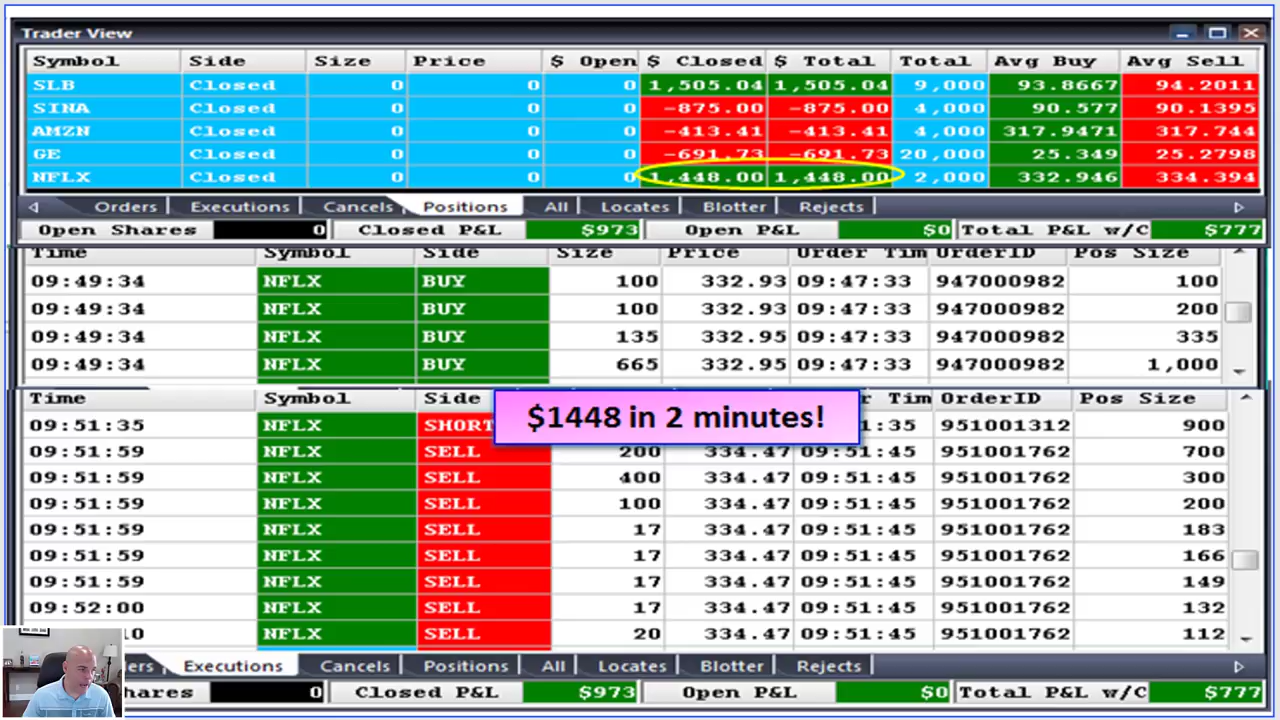 Trader View
Symbol Side Size Price $ Open $ Closed $ Total Total Avg Buy Avg Sell
SLB Closed 0 0 0 1,505.04 1,505.04 9,000 93.8667 94.2011
SINA Closed 0 0 0 -875.00 -875.00 4,000 90.577 90.1395
AMZN Closed 0 0 0 -413.41 -413.41 4,000 317.9471 317.744
GE Closed 0 0 0 -691.73 -691.73 20,000 25.349 25.2798
NFLX Closed 0 0 0 1,448.00 1,448.00 2,000 332.946 334.394
Orders Executions Cancels Positions All Locates Blotter Rejects
Open Shares 0 Closed P&L $973 Open P&L $0 Total P&L w/C $777
Time Symbol Side Size Price Order Tim OrderID Pos Size
09:49:34 NFLX BUY 100 332.93 09:47:33 947000982 100
09:49:34 NFLX BUY 100 332.93 09:47:33 947000982 200
09:49:34 NFLX BUY 135 332.95 09:47:33 947000982 335
09:49:34 NFLX BUY 665 332.95 09:47:33 947000982 1,000
Time Symbol Side r Tim OrderID Pos Size
$1448 in 2 minutes!
09:51:35 NFLX SHORT :35 951001312 900
09:51:59 NFLX SELL 200 334.47 09:51:45 951001762 700
09:51:59 NFLX SELL 400 334.47 09:51:45 951001762 300
09:51:59 NFLX SELL 100 334.47 09:51:45 951001762 200
09:51:59 NFLX SELL 17 334.47 09:51:45 951001762 183
09:51:59 NFLX SELL 17 334.47 09:51:45 951001762 166
09:51:59 NFLX SELL 17 334.47 09:51:45 951001762 149
09:52:00 NFLX SELL 17 334.47 09:51:45 951001762 132
10 NFLX SELL 20 334.47 09:51:45 951001762 112
ers Executions Cancels Positions All Locates Blotter Rejects
hares 0 Closed P&L $973 Open P&L $0 Total P&L w/C $777